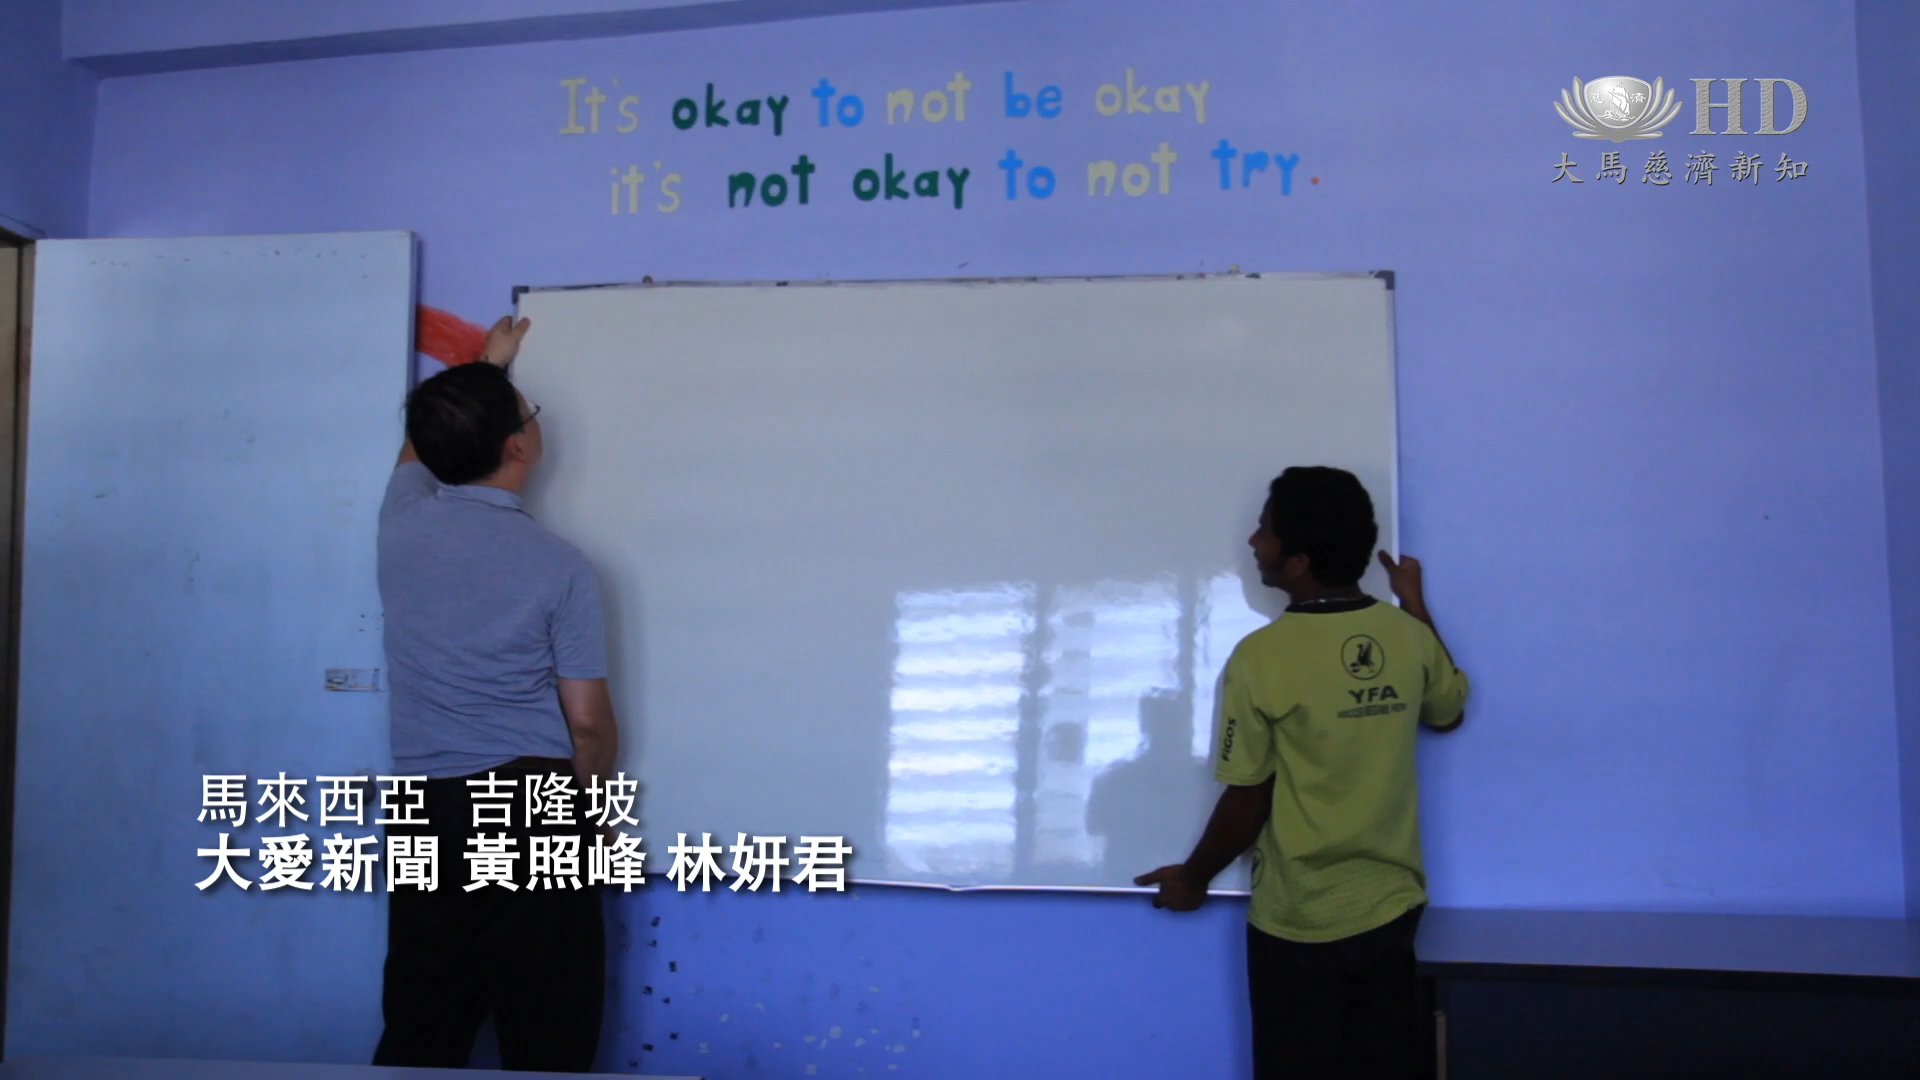 It's okay to not be okay
it's not okay to not try.
HD
大馬慈濟新知
YFA
FIGOS
馬來西亞 吉隆坡
大愛新聞 黃照峰 林妍君